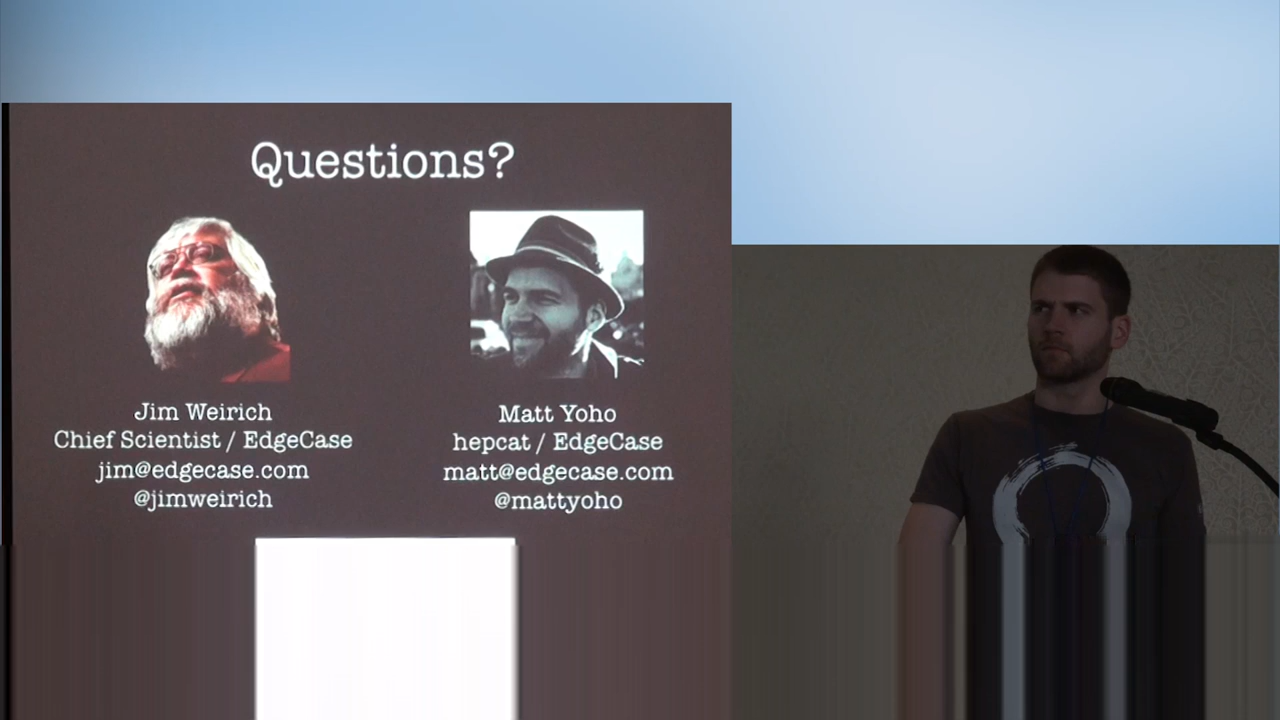 Questions?
Jim Weirich
Chief Scientist / EdgeCase
jim@edgecase.com
@jimweirich
Matt Yoho
hepcat / EdgeCase
matt@edgecase.com
@mattyoho